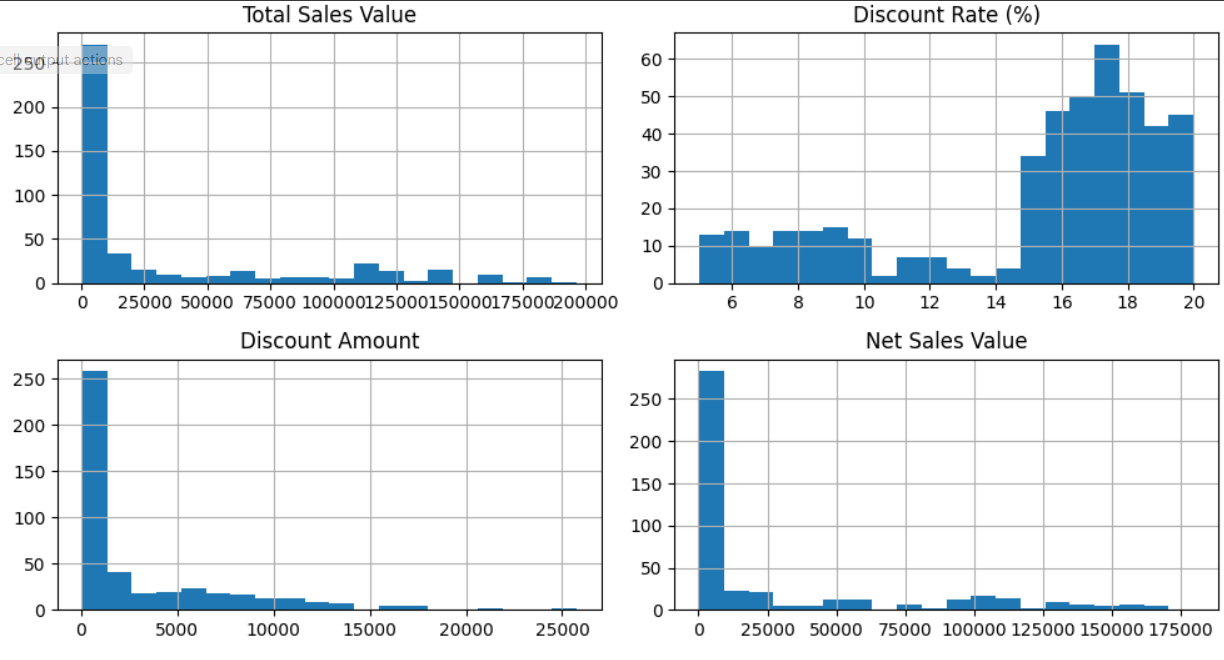 Total Sales Value
cell output actions
250
200
150
100
50
0
0 25000 50000 75000 100000 125000 150000 175000 200000
Discount Rate (%)
60
50
40
30
20
10
0
6 8 10 12 14 16 18 20
Discount Amount
250
200
150
100
50
0
0 5000 10000 15000 20000 25000
Net Sales Value
250
200
150
100
50
0
0 25000 50000 75000 100000 125000 150000 175000